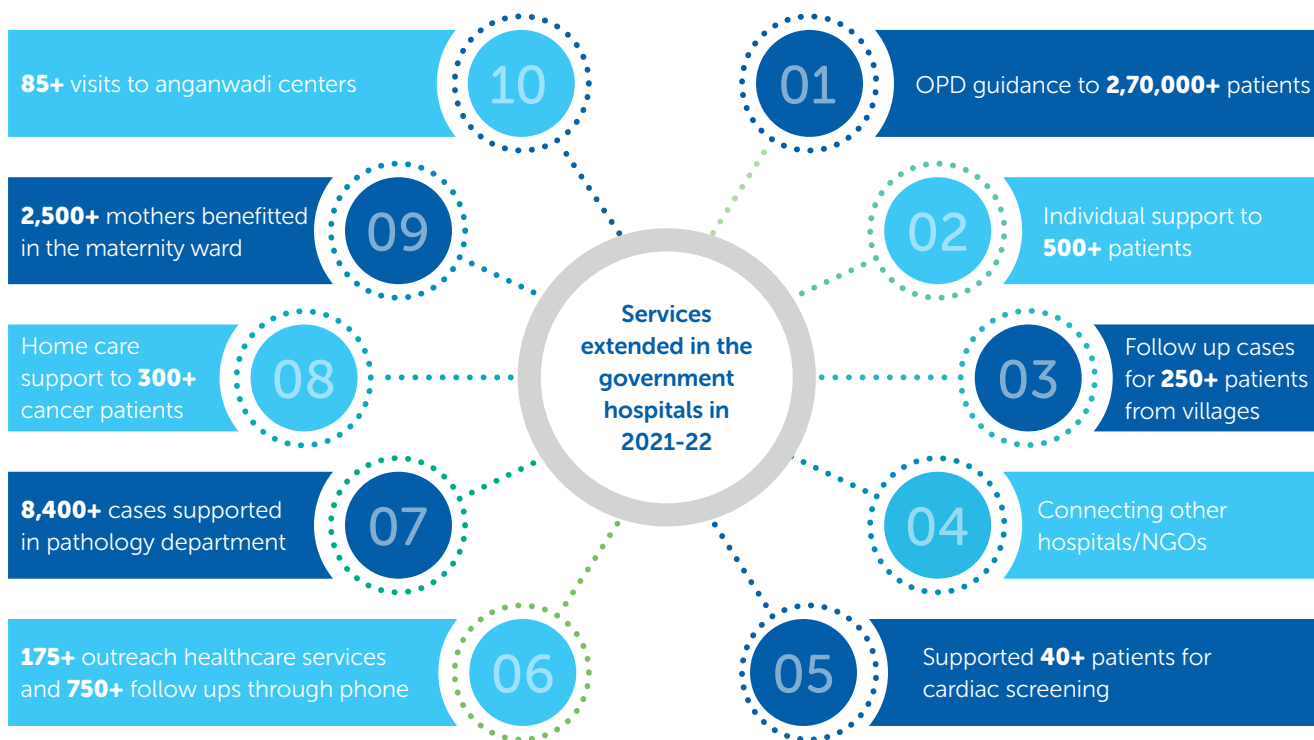 Services
extended in the
government
hospitals in
2021-22
01
OPD guidance to 2,70,000+ patients
02
Individual support to
500+ patients
03
Follow up cases
for 250+ patients
from villages
04
Connecting other
hospitals/NGOs
05
Supported 40+ patients for
cardiac screening
06
175+ outreach healthcare services
and 750+ follow ups through phone
07
8,400+ cases supported
in pathology department
08
Home care
support to 300+
cancer patients
09
2,500+ mothers benefitted
in the maternity ward
10
85+ visits to anganwadi centers